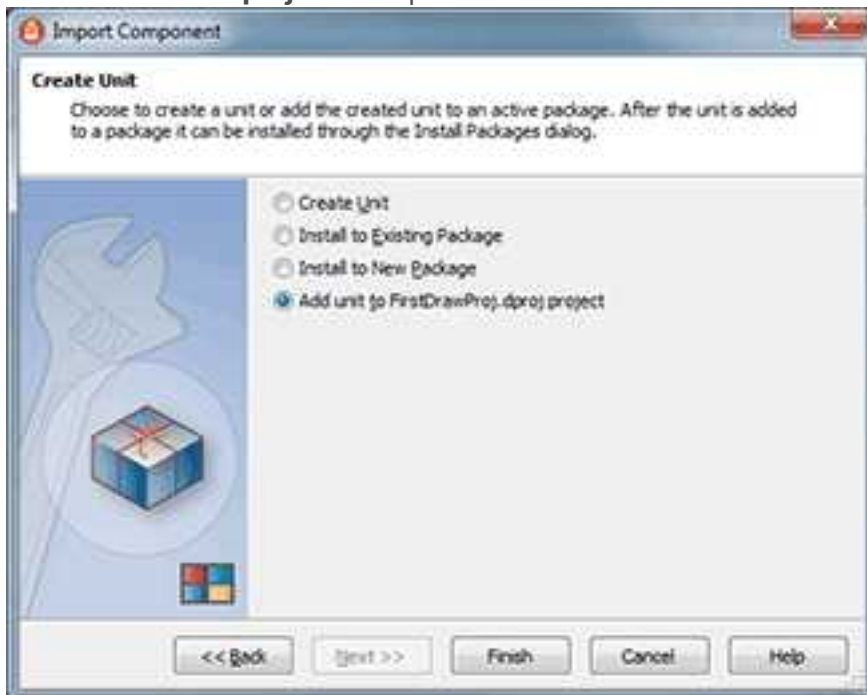 Import Component
Create Unit
Choose to create a unit or add the created unit to an active package. After the unit is added
to a package it can be installed through the Install Packages dialog.
Create Unit
Install to Existing Package
Install to New Package
Add unit to FirstDrawProj.dproj project
<< Back
Next >>
Finish
Cancel
Help